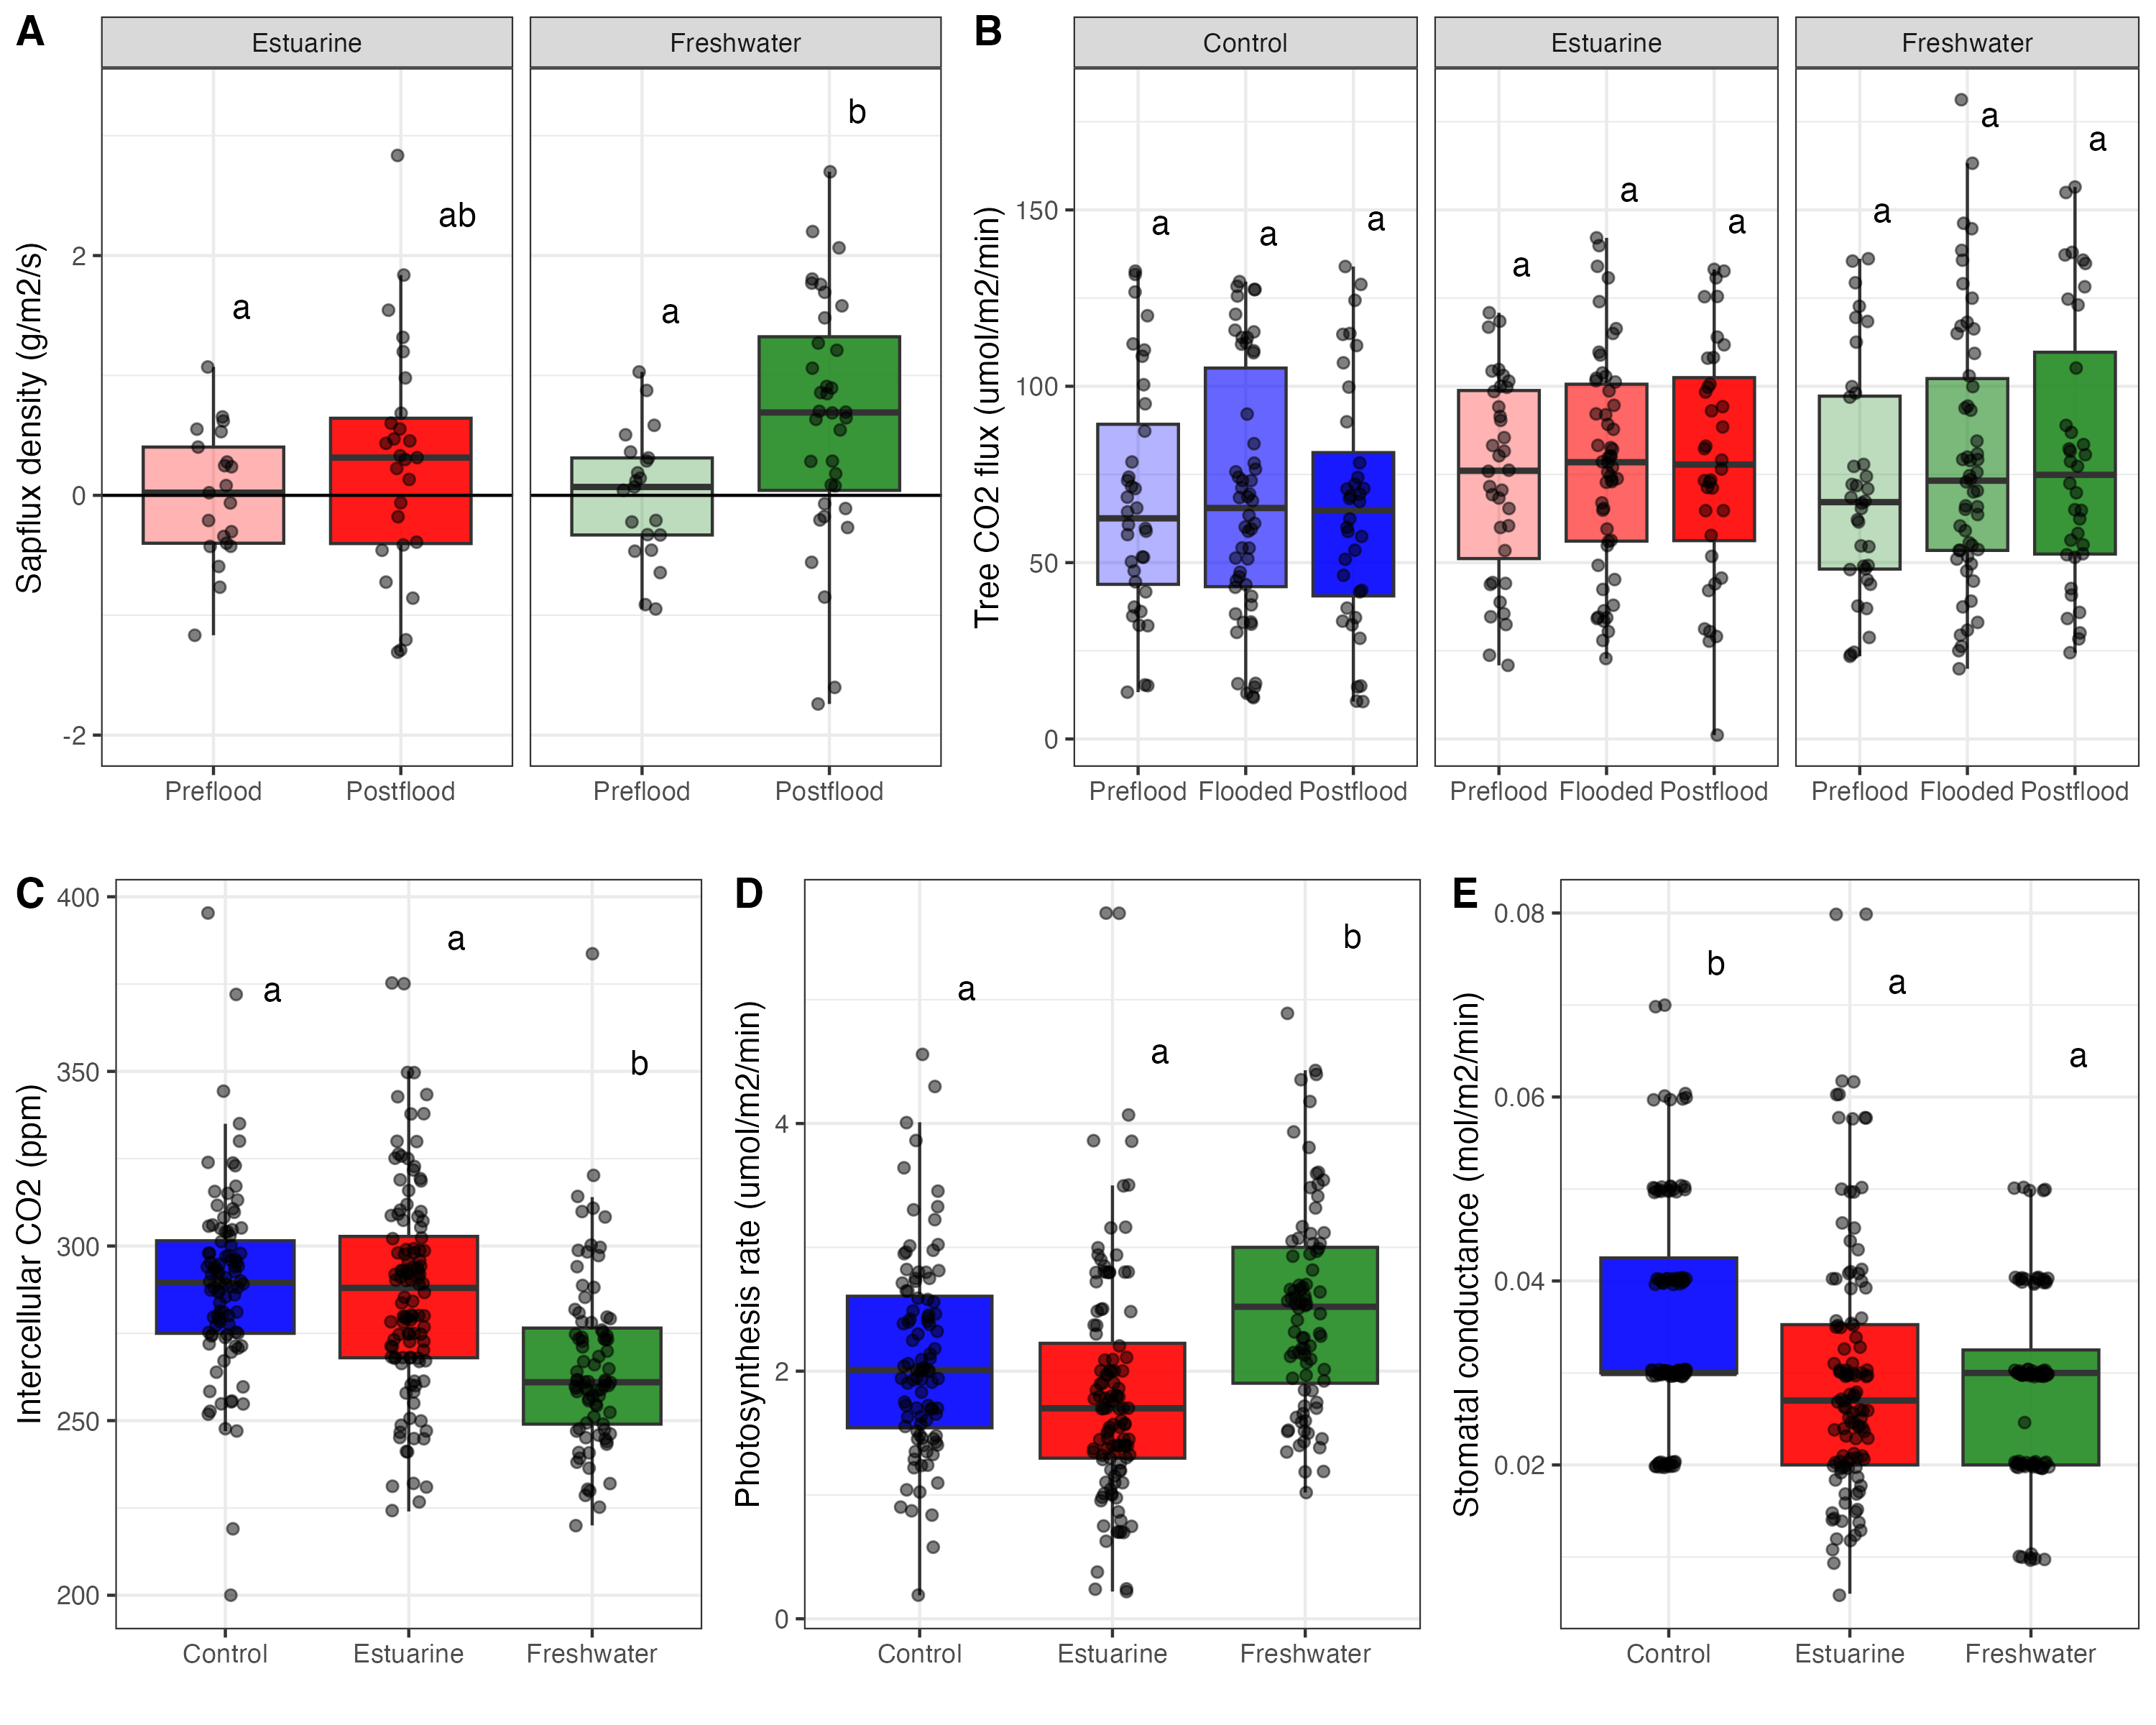 A
Estuarine
Freshwater
Sapflux density (g/m2/s)
2
0
-2
a
ab
a
b
Preflood
Postflood
Preflood
Postflood
B
Control
Estuarine
Freshwater
Tree CO2 flux (umol/m2/min)
150
100
50
0
a
a
a
a
a
a
a
a
a
Preflood
Flooded
Postflood
Preflood
Flooded
Postflood
Preflood
Flooded
Postflood
C
Intercellular CO2 (ppm)
400
350
300
250
200
a
a
b
Control
Estuarine
Freshwater
D
Photosynthesis rate (umol/m2/min)
4
2
0
a
a
b
Control
Estuarine
Freshwater
E
Stomatal conductance (mol/m2/min)
0.08
0.06
0.04
0.02
b
a
a
Control
Estuarine
Freshwater